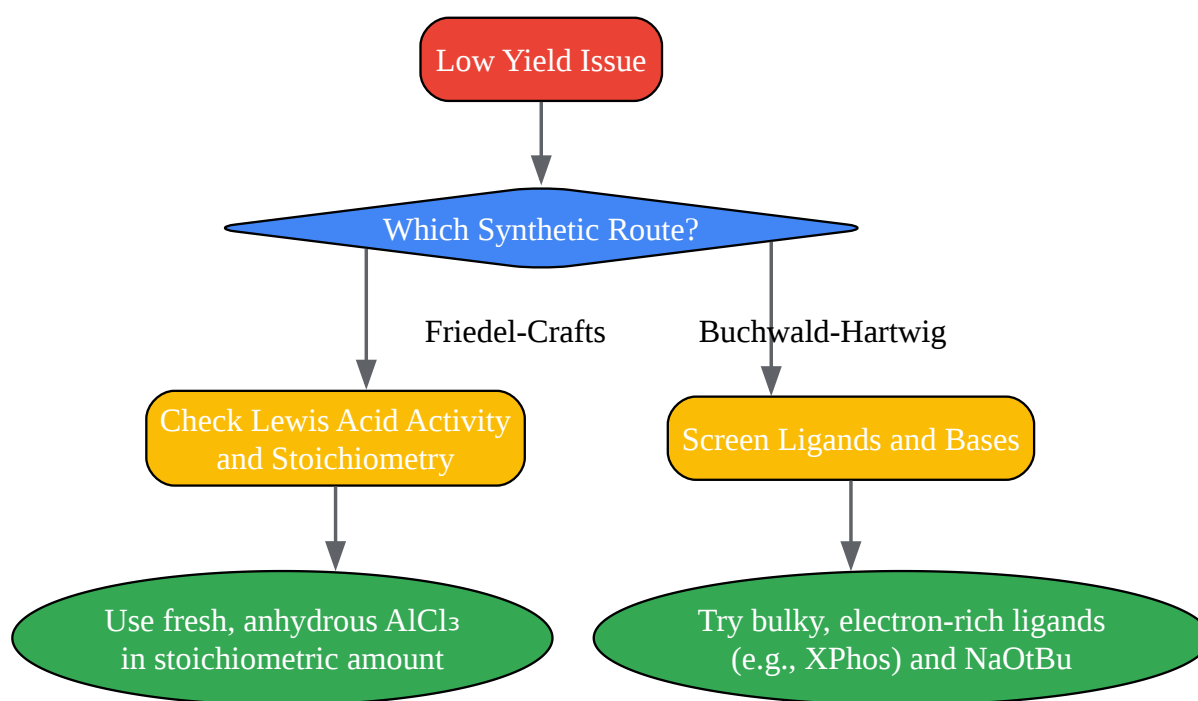 Low Yield Issue
Which Synthetic Route?
Friedel-Crafts
Buchwald-Hartwig
Check Lewis Acid Activity
and Stoichiometry
Screen Ligands and Bases
Use fresh, anhydrous AlCl₃
in stoichiometric amount
Try bulky, electron-rich ligands
(e.g., XPhos) and NaOtBu